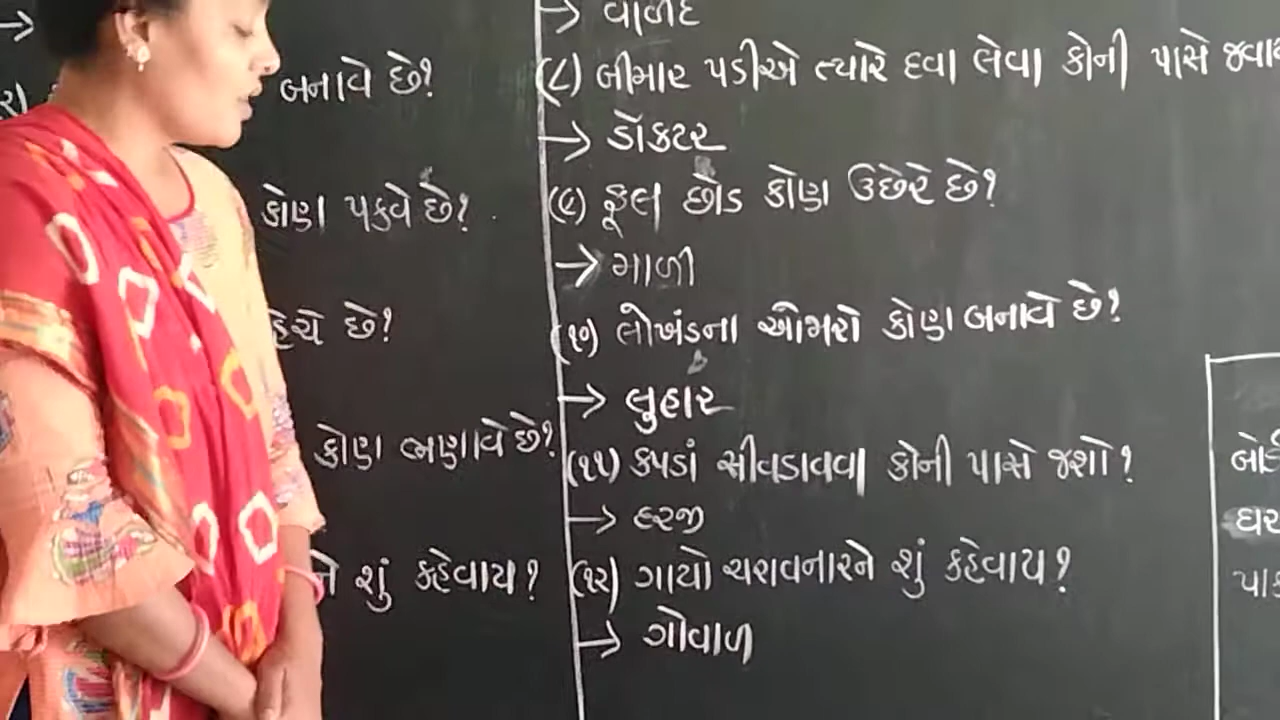 બનાવે છે?
કોણ પકવે છે?
છે?
કોણ ભણાવે છે?
ને શું કહેવાય?
→ વાળંદ
(૮) બીમાર પડીએ ત્યારે દવા લેવા કોની પાસે
→ ડૉક્ટર
(૯) ફૂલ છોડ કોણ ઉછેરે છે?
→ માળી
(૧૦) લોખંડના ઓજારો કોણ બનાવે છે?
→ લુહાર
(૧૧) કપડાં સીવડાવવા કોની પાસે જશો?
→ દરજી
(૧૨) ગાયો ચરાવનારને શું કહેવાય?
→ ગોવાળ